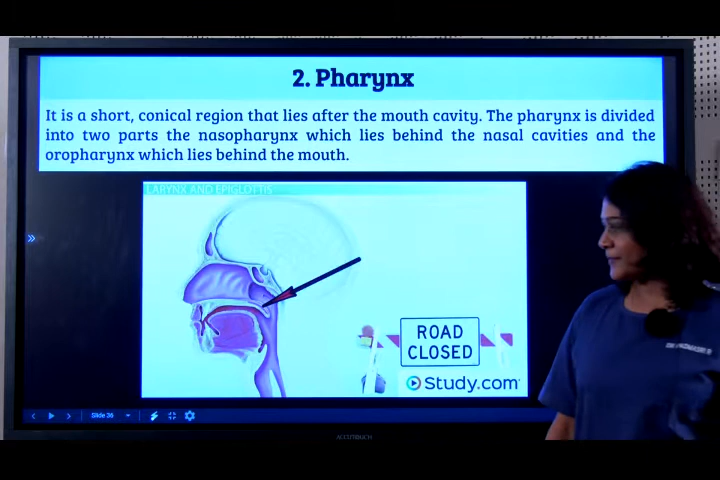 2. Pharynx
It is a short, conical region that lies after the mouth cavity. The pharynx is divided
into two parts the nasopharynx which lies behind the nasal cavities and the
oropharynx which lies behind the mouth.
LARYNX AND EPIGLOTTIS
ROAD
CLOSED
Study.com
Slide 36